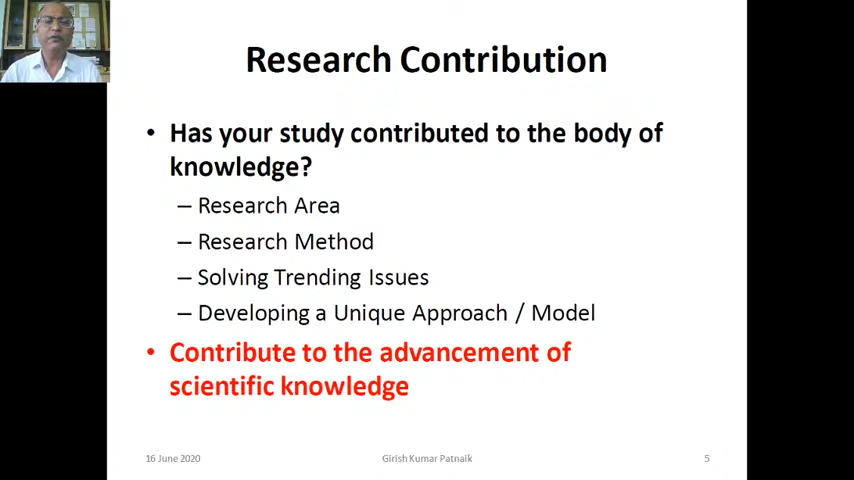 Research Contribution
• Has your study contributed to the body of
knowledge?
– Research Area
– Research Method
– Solving Trending Issues
– Developing a Unique Approach / Model
• Contribute to the advancement of
scientific knowledge
16 June 2020
Girish Kumar Patnaik
5